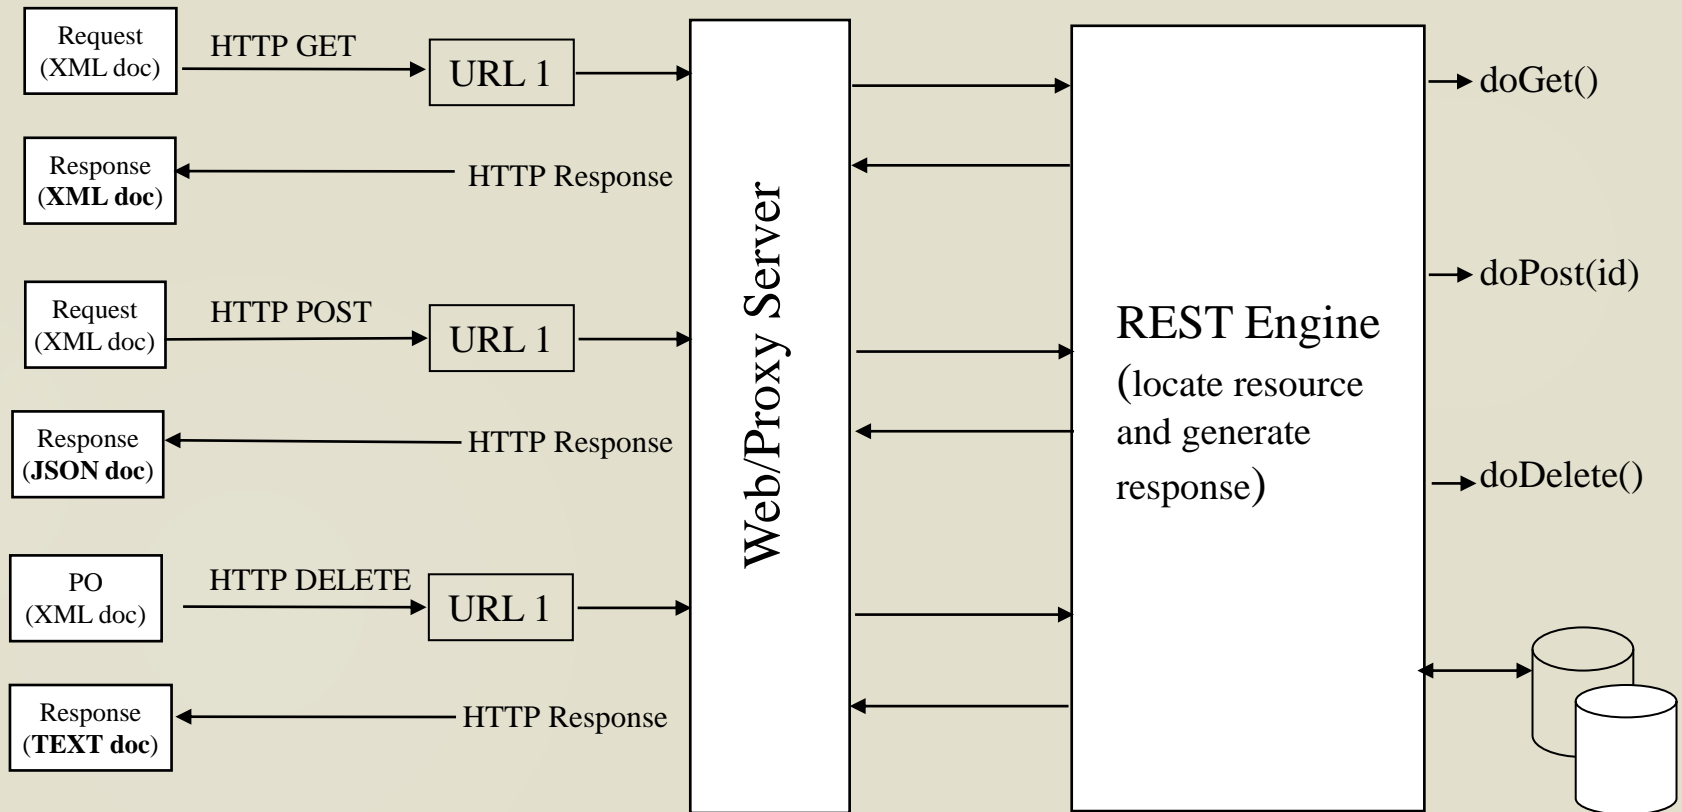 Request
(XML doc)
HTTP GET
URL 1
Response
(XML doc)
HTTP Response
Request
(XML doc)
HTTP POST
URL 1
Response
(JSON doc)
HTTP Response
PO
(XML doc)
HTTP DELETE
URL 1
Response
(TEXT doc)
HTTP Response
Web/Proxy Server
REST Engine
(locate resource
and generate
response)
doGet()
doPost(id)
doDelete()